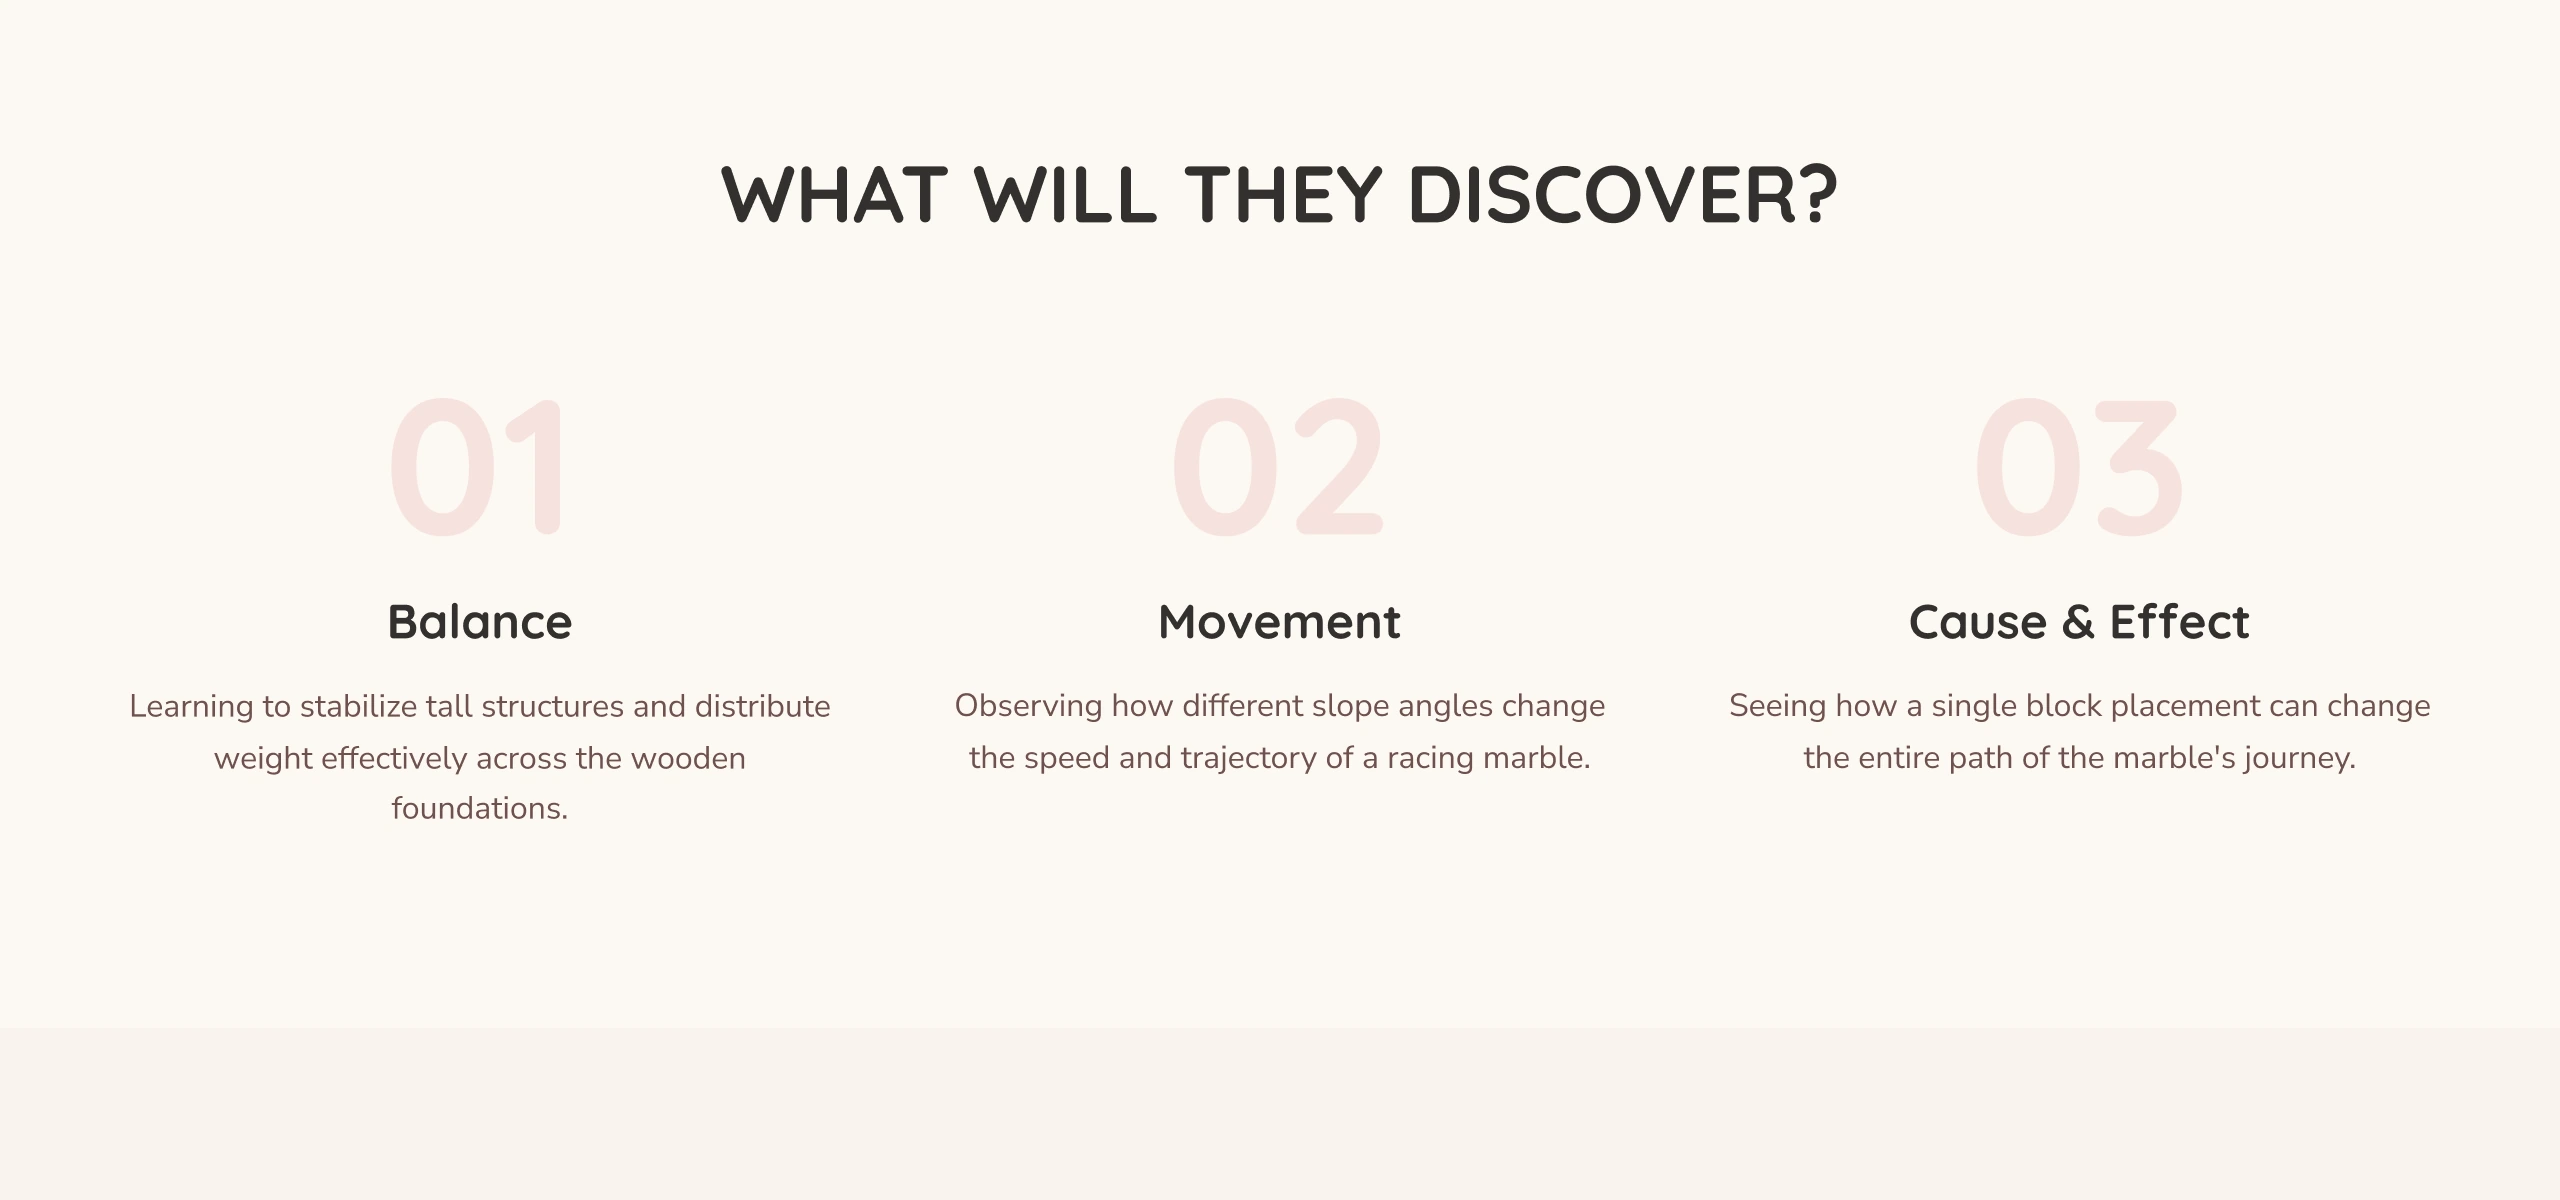 WHAT WILL THEY DISCOVER?
01
Balance
Learning to stabilize tall structures and distribute
weight effectively across the wooden
foundations.
02
Movement
Observing how different slope angles change
the speed and trajectory of a racing marble.
03
Cause & Effect
Seeing how a single block placement can change
the entire path of the marble's journey.